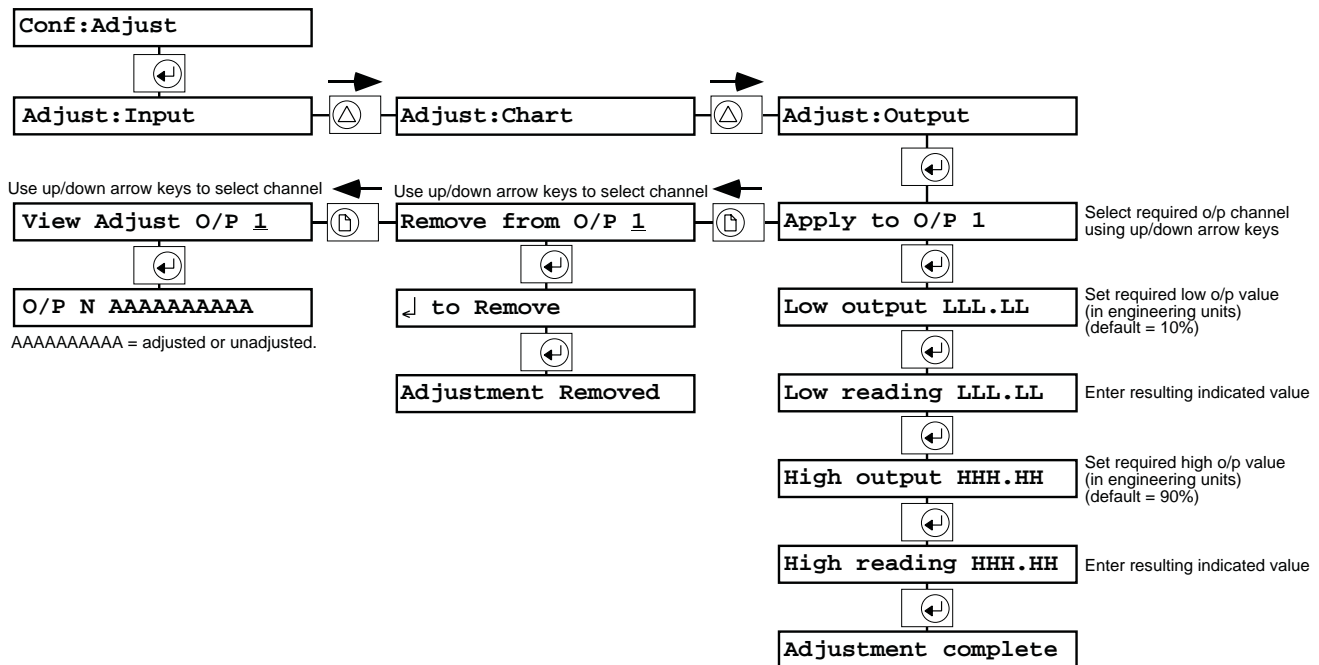 Conf:Adjust
Adjust:Input
Adjust:Chart
Adjust:Output
Use up/down arrow keys to select channel
Use up/down arrow keys to select channel
View Adjust O/P 1
Remove from O/P 1
Apply to O/P 1
Select required o/p channel
using up/down arrow keys
O/P N AAAAAAAAAA
AAAAAAAAAA = adjusted or unadjusted.
↵ to Remove
Adjustment Removed
Low output LLL.LL
Set required low o/p value
(in engineering units)
(default = 10%)
Low reading LLL.LL
Enter resulting indicated value
High output HHH.HH
Set required high o/p value
(in engineering units)
(default = 90%)
High reading HHH.HH
Enter resulting indicated value
Adjustment complete